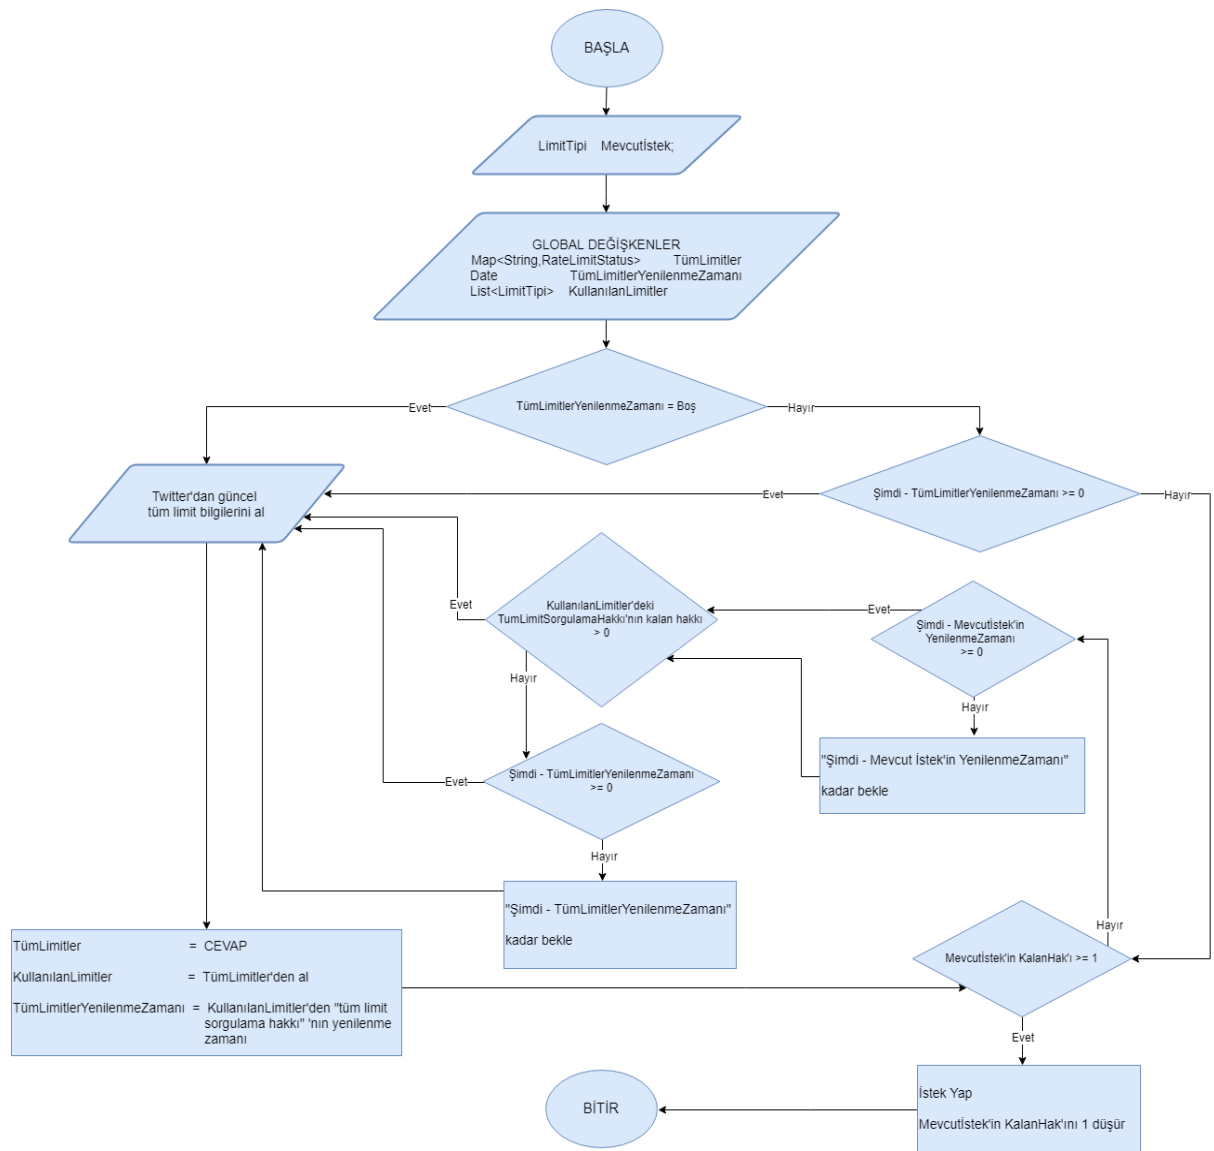 BAŞLA
LimitTipi    Mevcutİstek;
GLOBAL DEĞİŞKENLER
Map<String,RateLimitStatus>         TümLimitler
Date                    TümLimitlerYenilenmeZamanı
List<LimitTipi>    KullanılanLimitler
TümLimitlerYenilenmeZamanı = Boş
Evet
Hayır
Twitter'dan güncel
tüm limit bilgilerini al
Şimdi - TümLimitlerYenilenmeZamanı >= 0
Evet
Hayır
KullanılanLimitler'deki
TumLimitSorgulamaHakkı'nın kalan hakkı
> 0
Evet
Hayır
Şimdi - Mevcutİstek'in
YenilenmeZamanı
>= 0
Evet
Hayır
"Şimdi - Mevcut İstek'in YenilenmeZamanı"
kadar bekle
Şimdi - TümLimitlerYenilenmeZamanı
>= 0
Evet
Hayır
"Şimdi - TümLimitlerYenilenmeZamanı"
kadar bekle
TümLimitler                = CEVAP
KullanılanLimitler                   = TümLimitler'den al
TümLimitlerYenilenmeZamanı  = KullanılanLimitler'den "tüm limit
sorgulama hakkı" 'nın yenilenme
zamanı
Mevcutİstek'in KalanHak'ı >= 1
Hayır
Evet
İstek Yap
Mevcutİstek'in KalanHak'ını 1 düşür
BİTİR